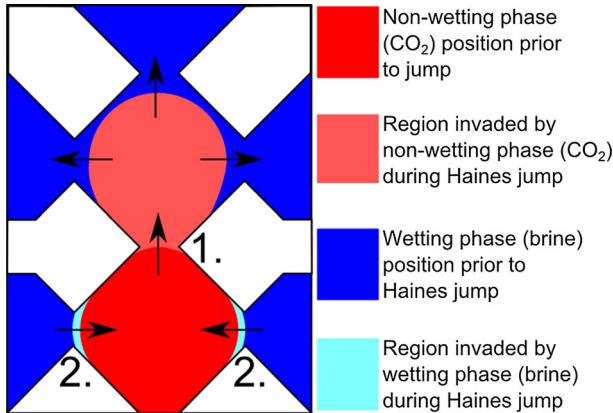 Non-wetting phase
(CO₂) position prior
to jump
Region invaded by
non-wetting phase (CO₂)
during Haines jump
1.
Wetting phase (brine)
position prior to
Haines jump
2.
2.
Region invaded by
wetting phase (brine)
during Haines jump